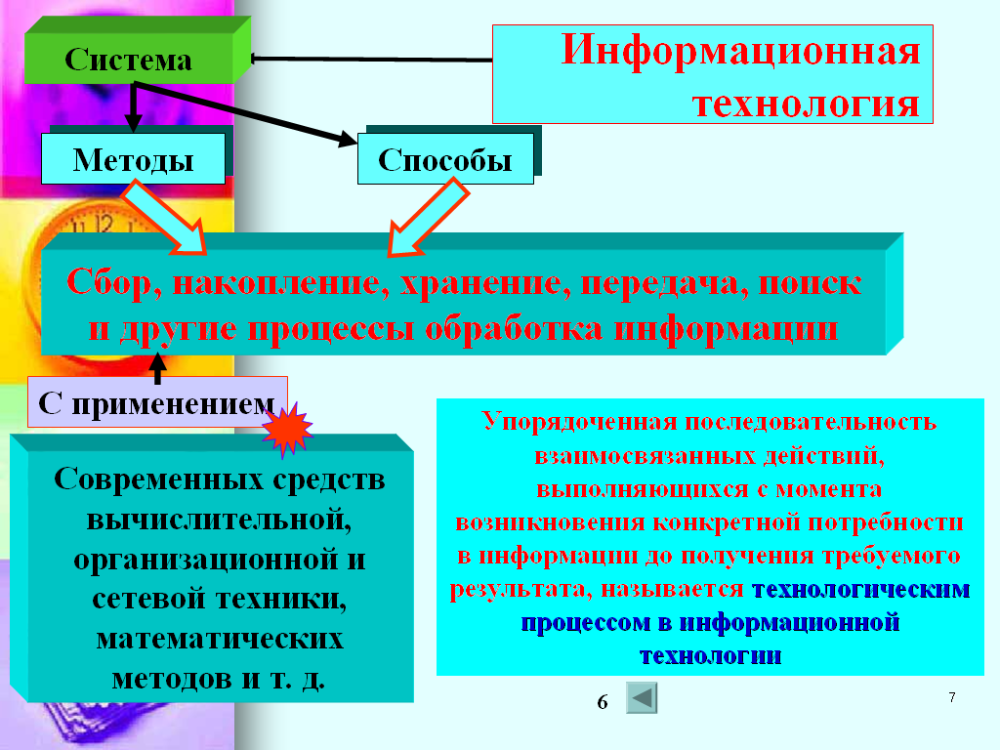 Система
Информационная
технология
Методы
Способы
Сбор, накопление, хранение, передача, поиск
и другие процессы обработка информации
С применением
Современных средств
вычислительной,
организационной и
сетевой техники,
математических
методов и т. д.
Упорядоченная последовательность
взаимосвязанных действий,
выполняющихся с момента
возникновения конкретной потребности
в информации до получения требуемого
результата, называется технологическим
процессом в информационной
технологии
6
7